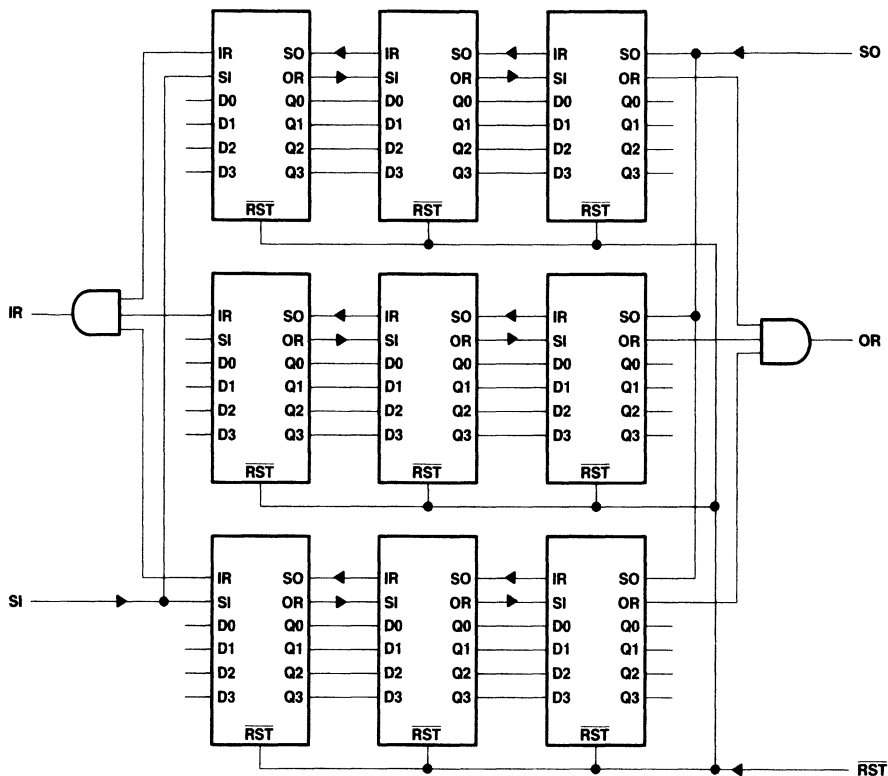 IR SO IR SO IR SO
SI OR SI OR SI OR
D0 Q0 D0 Q0 D0 Q0
D1 Q1 D1 Q1 D1 Q1
D2 Q2 D2 Q2 D2 Q2
D3 Q3 D3 Q3 D3 Q3
RST RST RST
SO
IR
IR SO IR SO IR SO
SI OR SI OR SI OR
D0 Q0 D0 Q0 D0 Q0
D1 Q1 D1 Q1 D1 Q1
D2 Q2 D2 Q2 D2 Q2
D3 Q3 D3 Q3 D3 Q3
RST RST RST
OR
SI
IR SO IR SO IR SO
SI OR SI OR SI OR
D0 Q0 D0 Q0 D0 Q0
D1 Q1 D1 Q1 D1 Q1
D2 Q2 D2 Q2 D2 Q2
D3 Q3 D3 Q3 D3 Q3
RST RST RST
RST